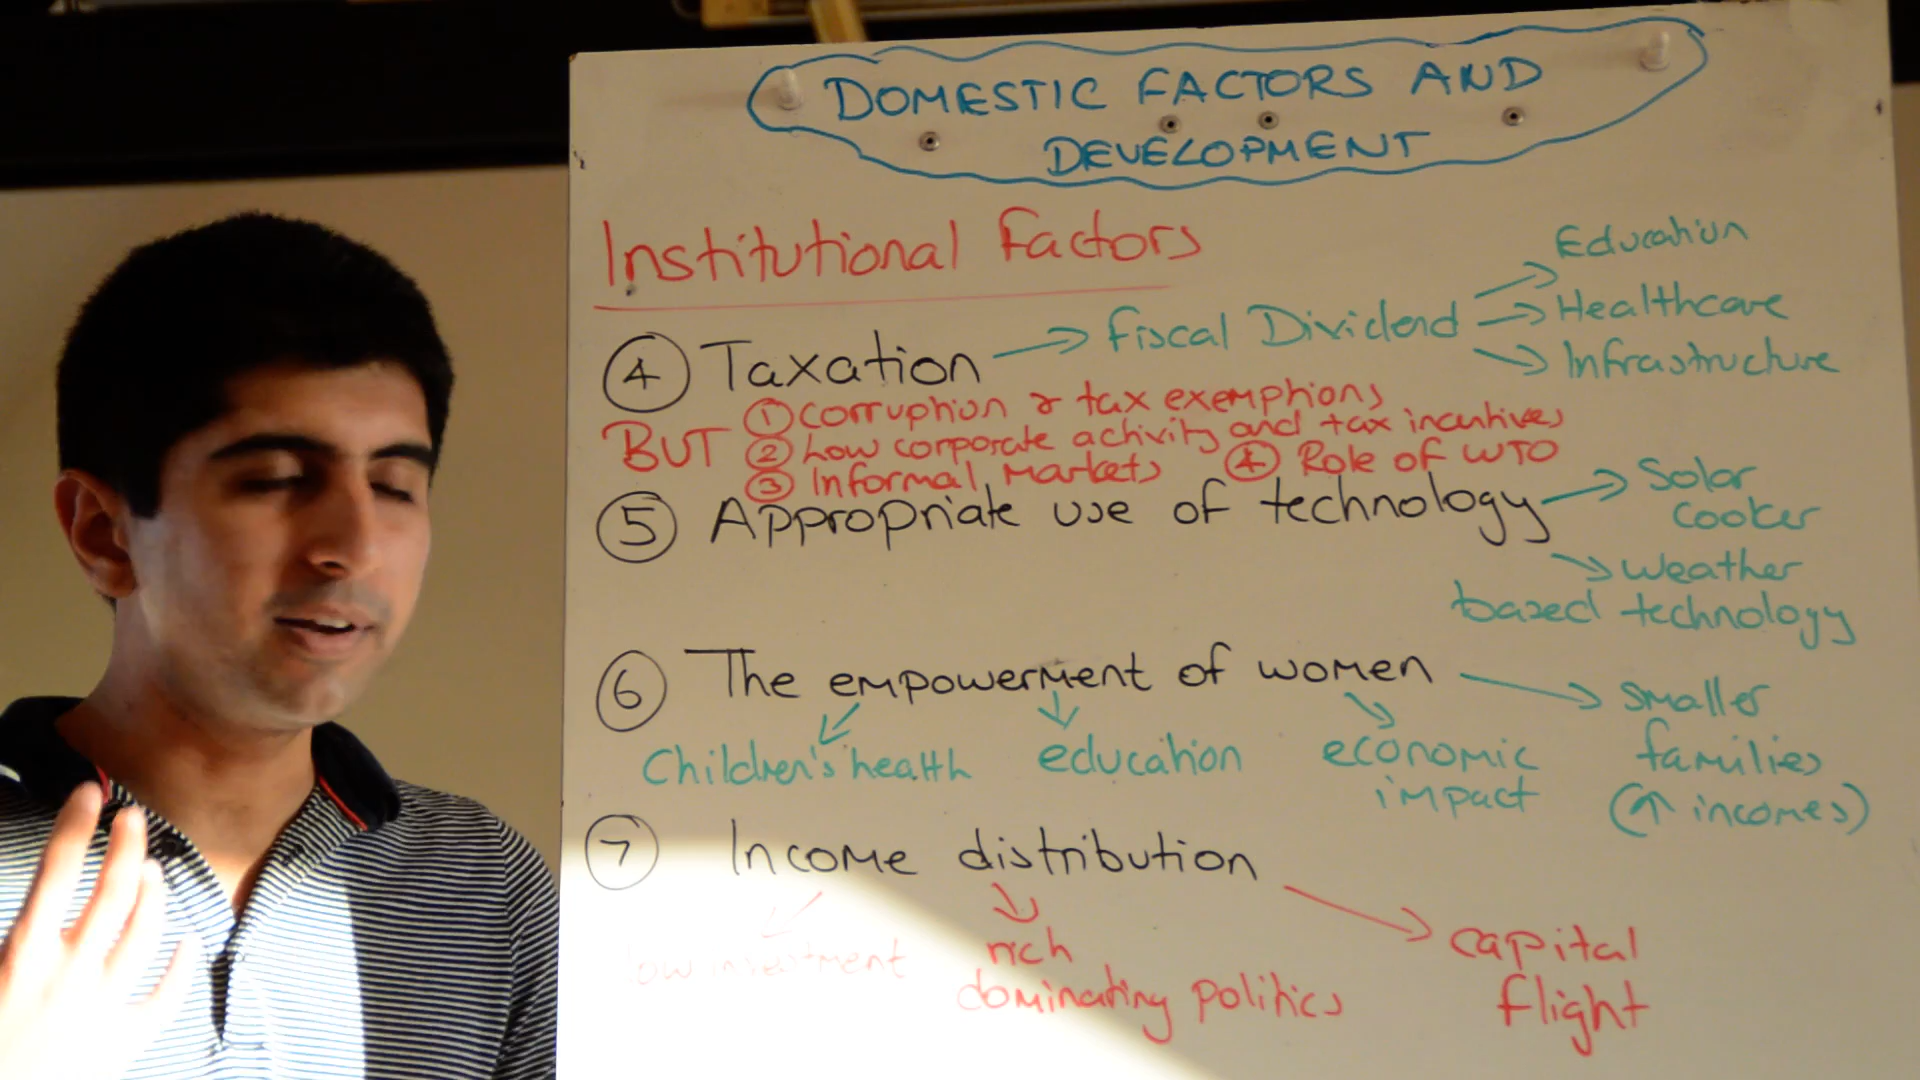 DOMESTIC FACTORS AND
DEVELOPMENT
Institutional Factors
④ Taxation → Fiscal Dividend → Education
→ Healthcare
→ Infrastructure
BUT ① Corruption & tax exemptions
② Low corporate activity and tax incentives
③ Informal Markets ④ Role of WTO
⑤ Appropriate use of technology → Solar
cooker
→ weather
based technology
⑥ The empowerment of women → smaller
families
(↑ incomes)
Children's health
education
economic
impact
⑦ Income distribution
low investment
rich
dominating politics
capital
flight